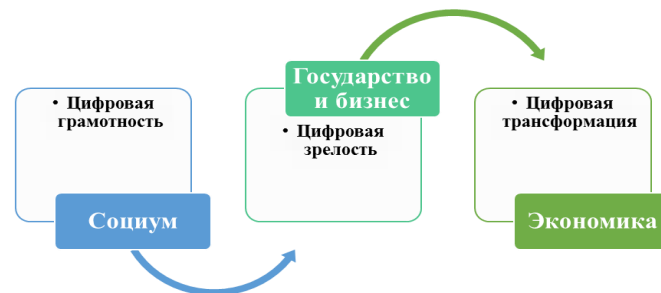 • Цифровая
грамотность
Социум
Государство
и бизнес
• Цифровая
зрелость
• Цифровая
трансформация
Экономика